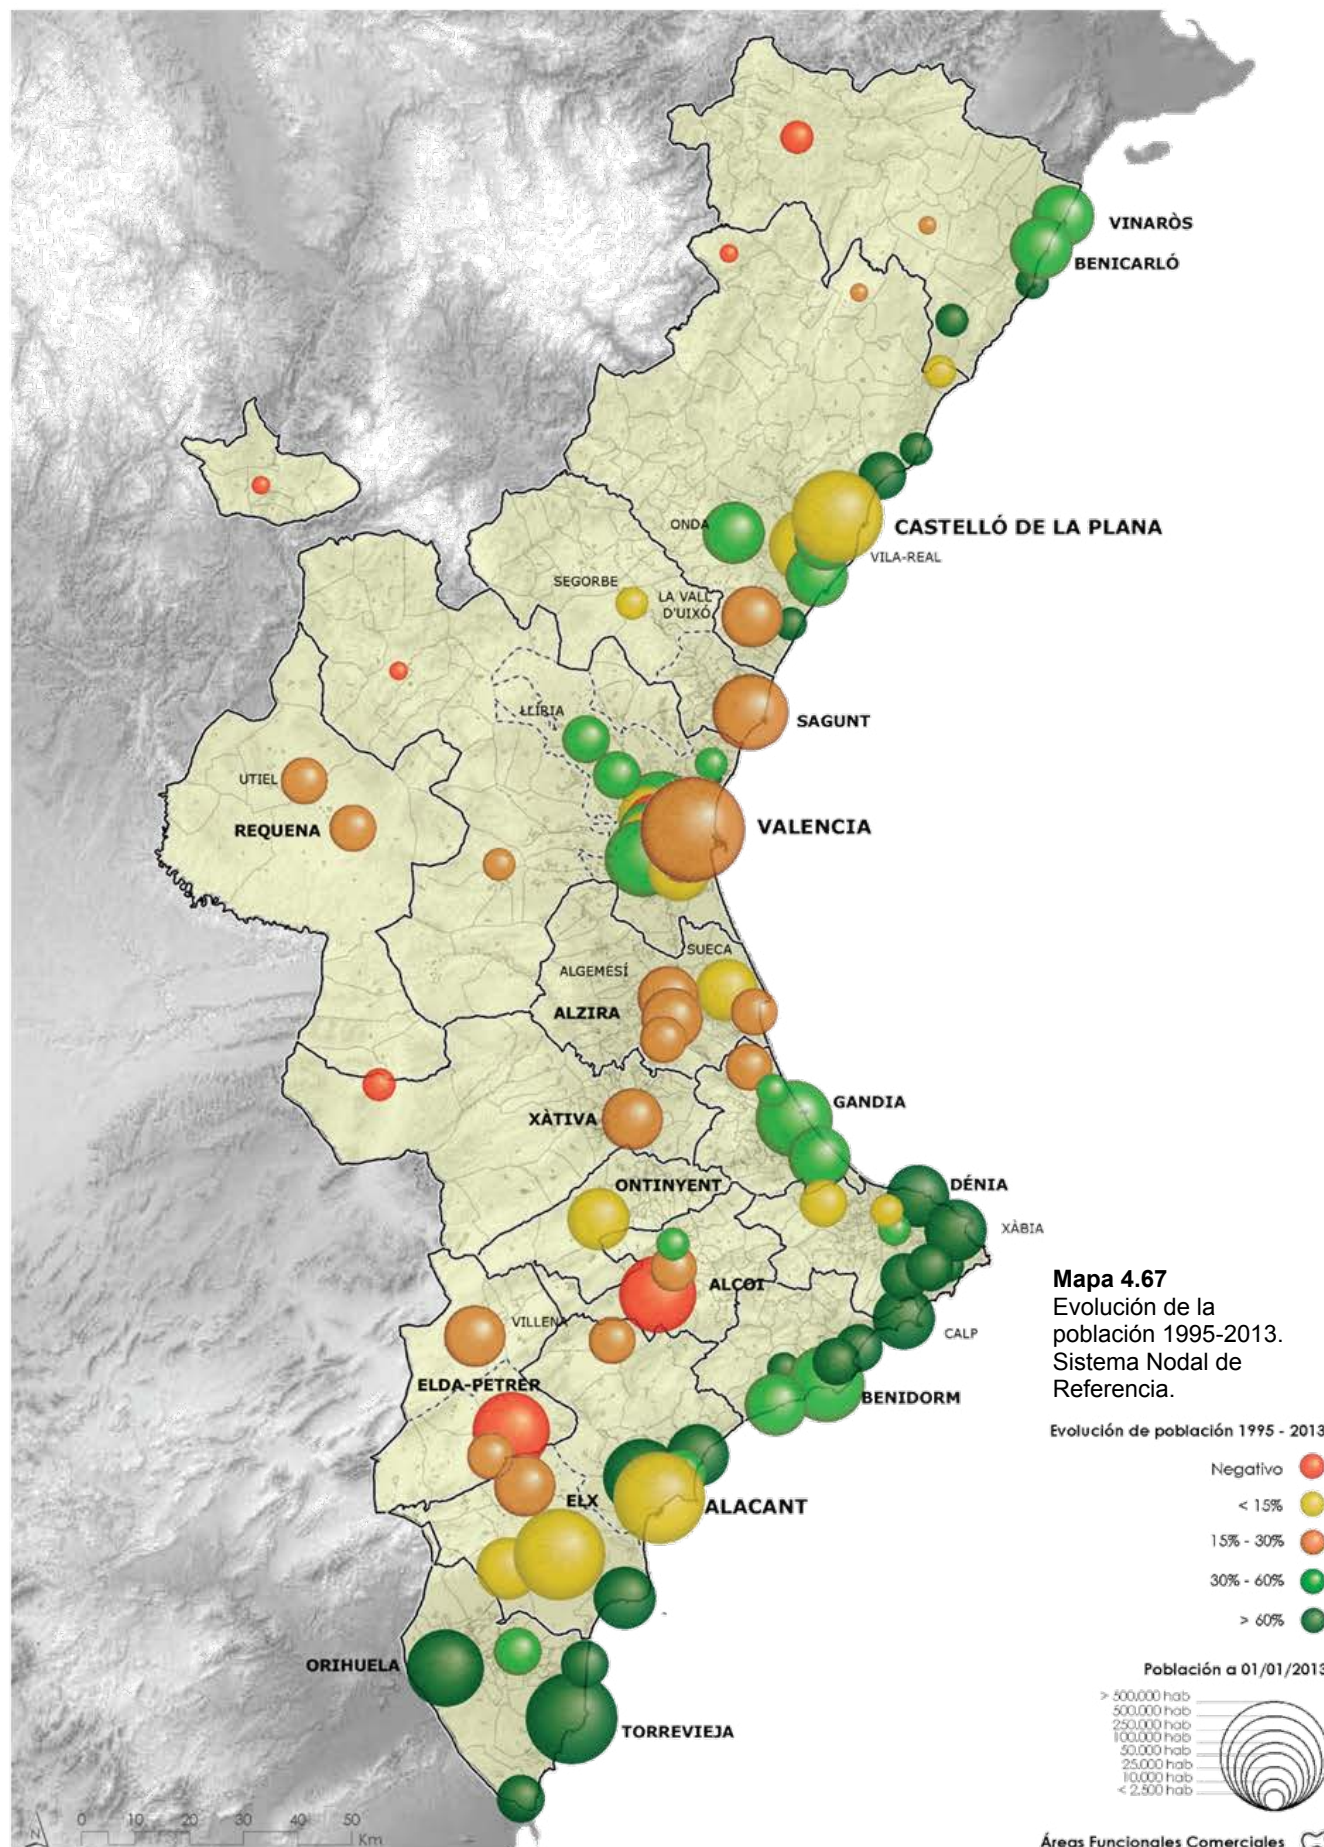 VINARÒS
BENICARLÓ
ONDA
CASTELLÓ DE LA PLANA
VILA-REAL
SEGORBE
LA VALL
D'UIXÓ
LLÍRIA
SAGUNT
UTIEL
REQUENA
VALENCIA
SUECA
ALGEMESÍ
ALZIRA
GANDIA
XÀTIVA
ONTINYENT
DÉNIA
XÀBIA
ALCOI
VILLENA
CALP
ELDA-PETRER
BENIDORM
ELX
ALACANT
ORIHUELA
TORREVIEJA
Mapa 4.67
Evolución de la
población 1995-2013.
Sistema Nodal de
Referencia.
Evolución de población 1995 - 2013
Negativo
< 15%
15% - 30%
30% - 60%
> 60%
Población a 01/01/2013
> 500.000 hab
500.000 hab
250.000 hab
100.000 hab
50.000 hab
25.000 hab
10.000 hab
< 2.500 hab
Áreas Funcionales Comerciales
N
0 10 20 30 40 50
Km